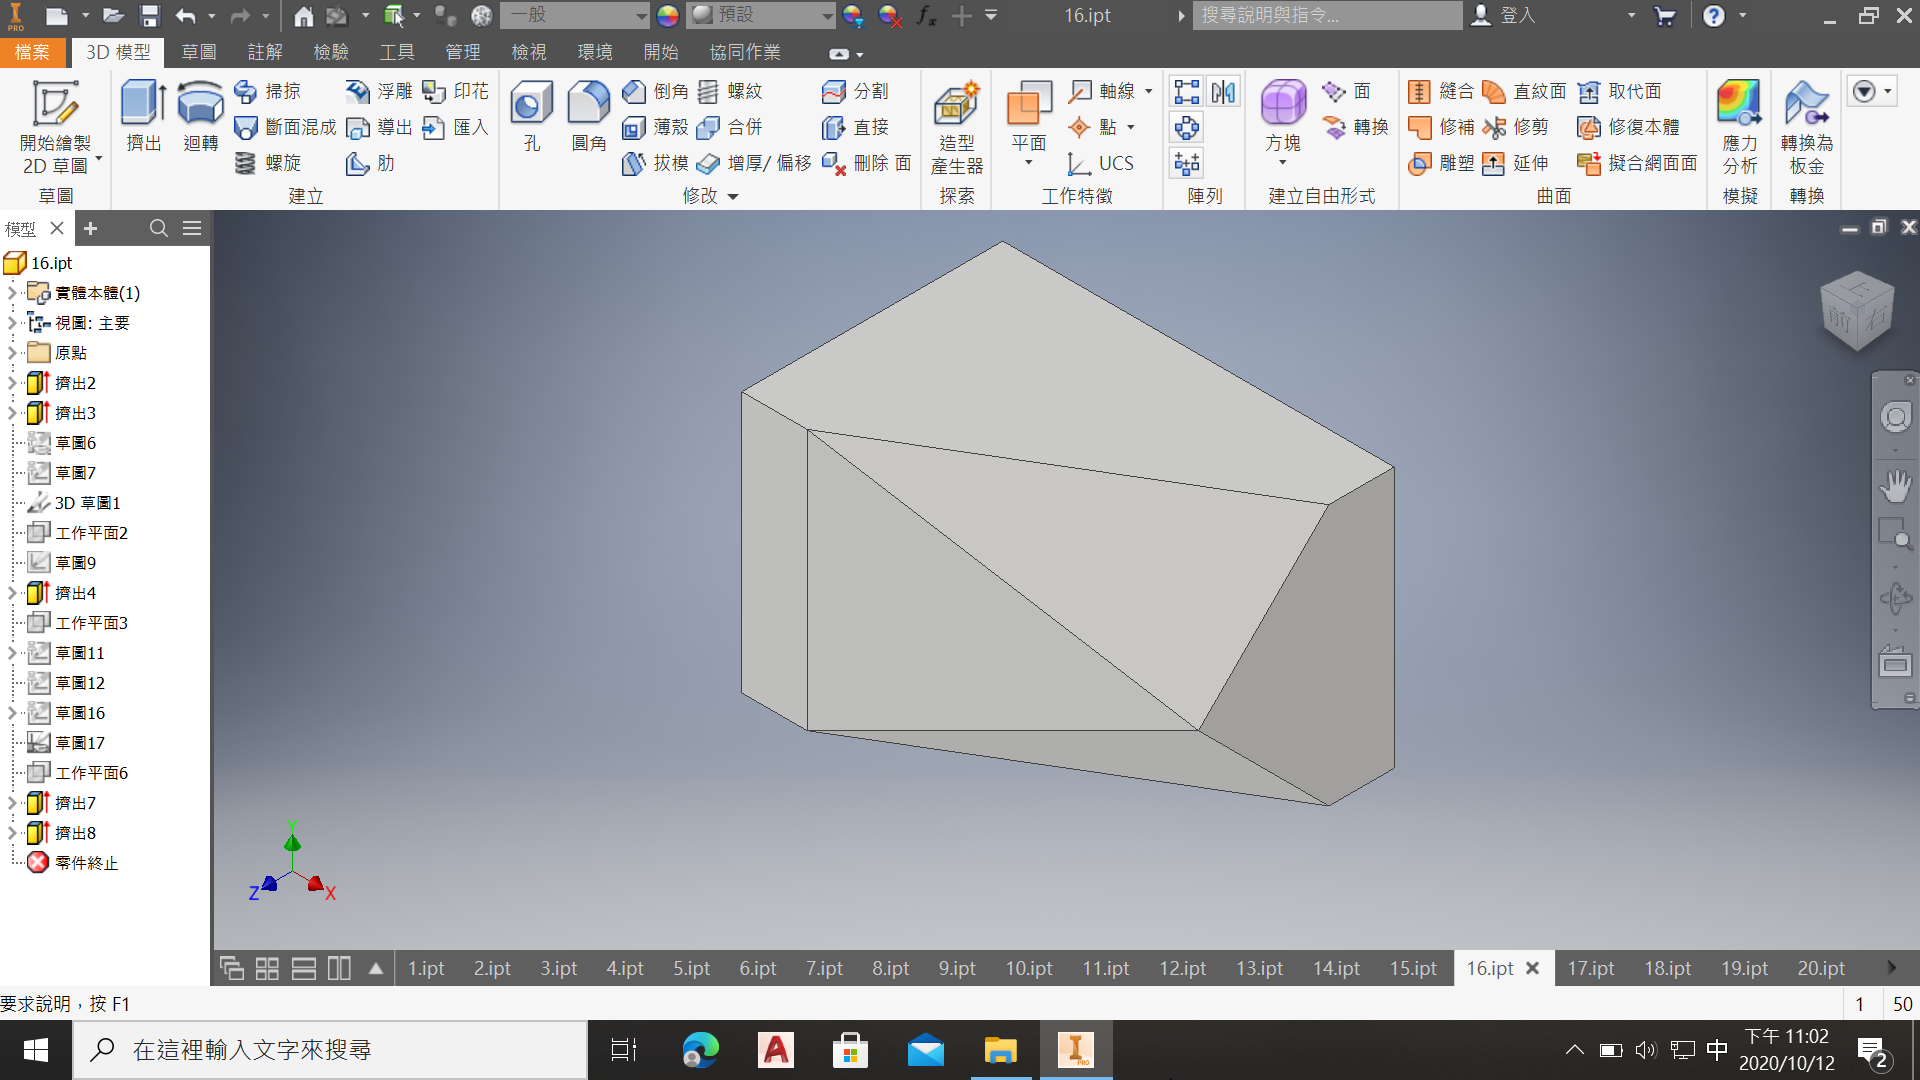 PRO
一般
預設
16.ipt
搜尋說明與指令...
登入
檔案
3D 模型
草圖
註解
檢驗
工具
管理
檢視
環境
開始
協同作業
開始繪製
2D 草圖
草圖
擠出
迴轉
掃掠
斷面混成
螺旋
浮雕
導出
肋
印花
匯入
建立
孔
圓角
倒角
薄殼
拔模
螺紋
合併
增厚/ 偏移
分割
直接
刪除 面
修改
造型
產生器
探索
平面
軸線
點
UCS
工作特徵
陣列
方塊
面
轉換
建立自由形式
縫合
修補
雕塑
直紋面
修剪
延伸
取代面
修復本體
擬合網面面
曲面
應力
分析
模擬
轉換為
板金
轉換
模型
16.ipt
實體本體(1)
視圖: 主要
原點
擠出2
擠出3
草圖6
草圖7
3D 草圖1
工作平面2
草圖9
擠出4
工作平面3
草圖11
草圖12
草圖16
草圖17
工作平面6
擠出7
擠出8
零件終止
上
前
右
Y
Z
X
1.ipt
2.ipt
3.ipt
4.ipt
5.ipt
6.ipt
7.ipt
8.ipt
9.ipt
10.ipt
11.ipt
12.ipt
13.ipt
14.ipt
15.ipt
16.ipt
17.ipt
18.ipt
19.ipt
20.ipt
要求說明，按 F1
1
50
在這裡輸入文字來搜尋
PRO
中
下午 11:02
2020/10/12
2